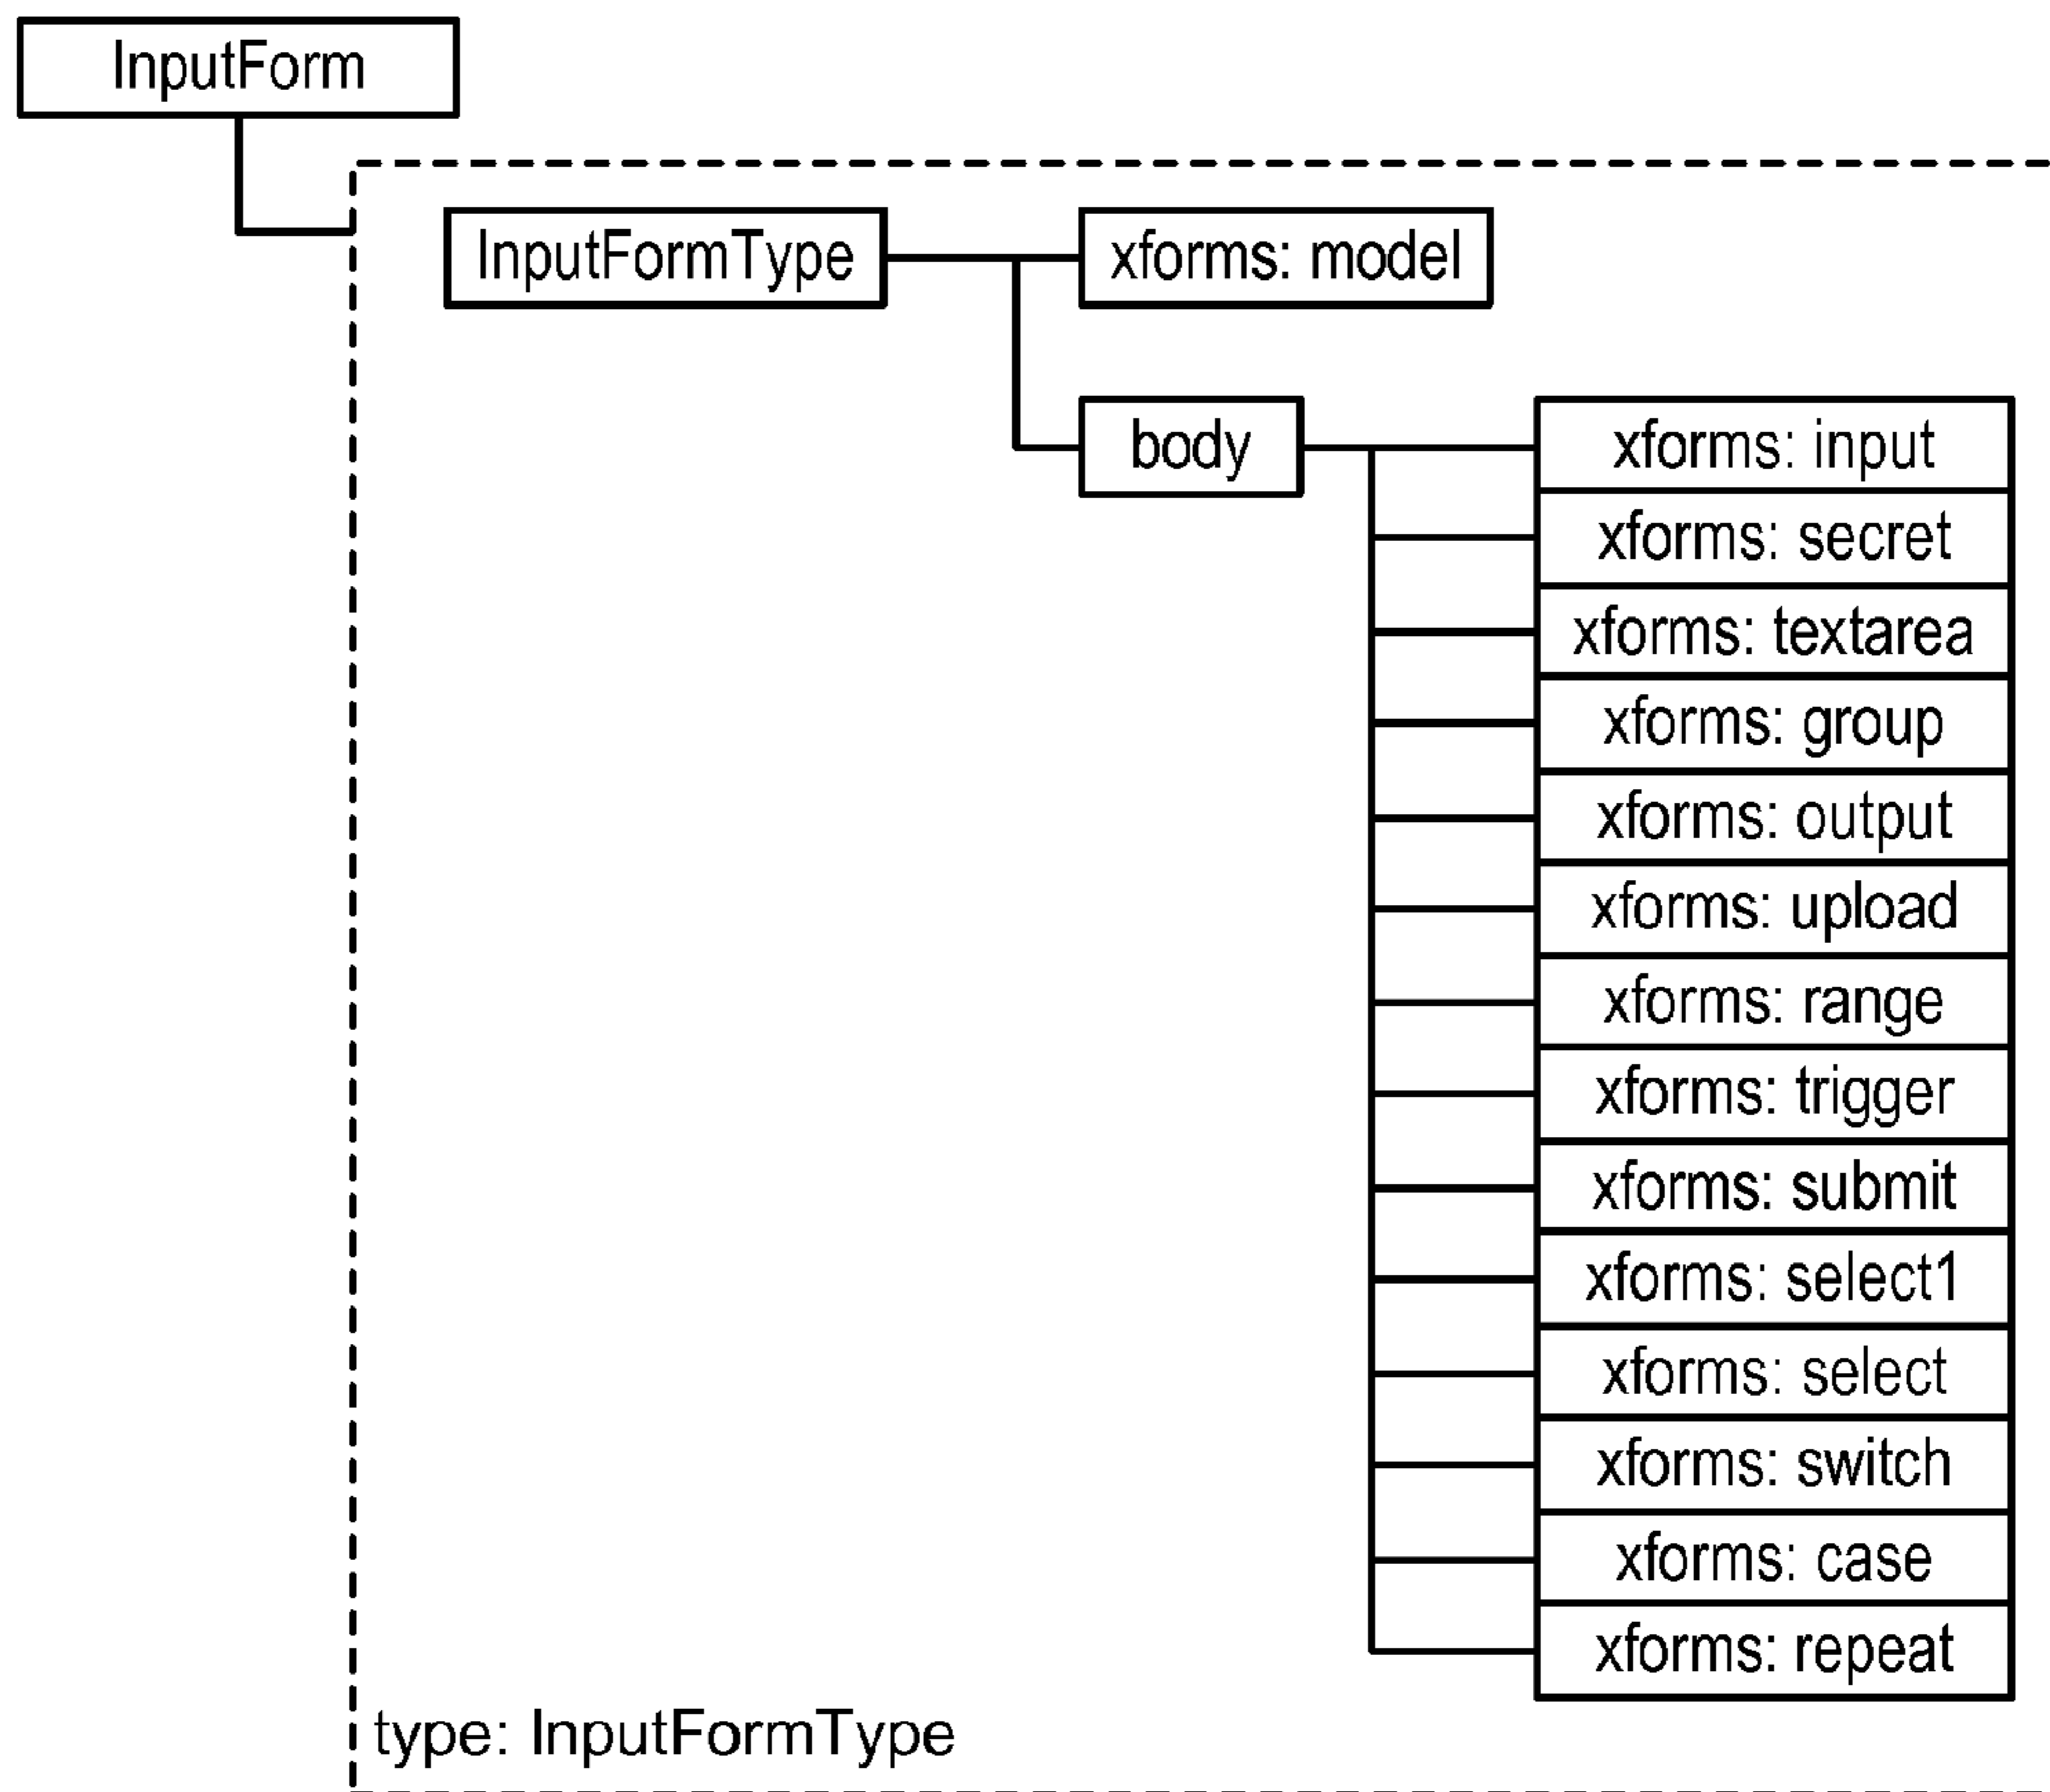 InputForm
InputFormType
xforms: model
body
xforms: input
xforms: secret
xforms: textarea
xforms: group
xforms: output
xforms: upload
xforms: range
xforms: trigger
xforms: submit
xforms: select1
xforms: select
xforms: switch
xforms: case
xforms: repeat
type: InputFormType